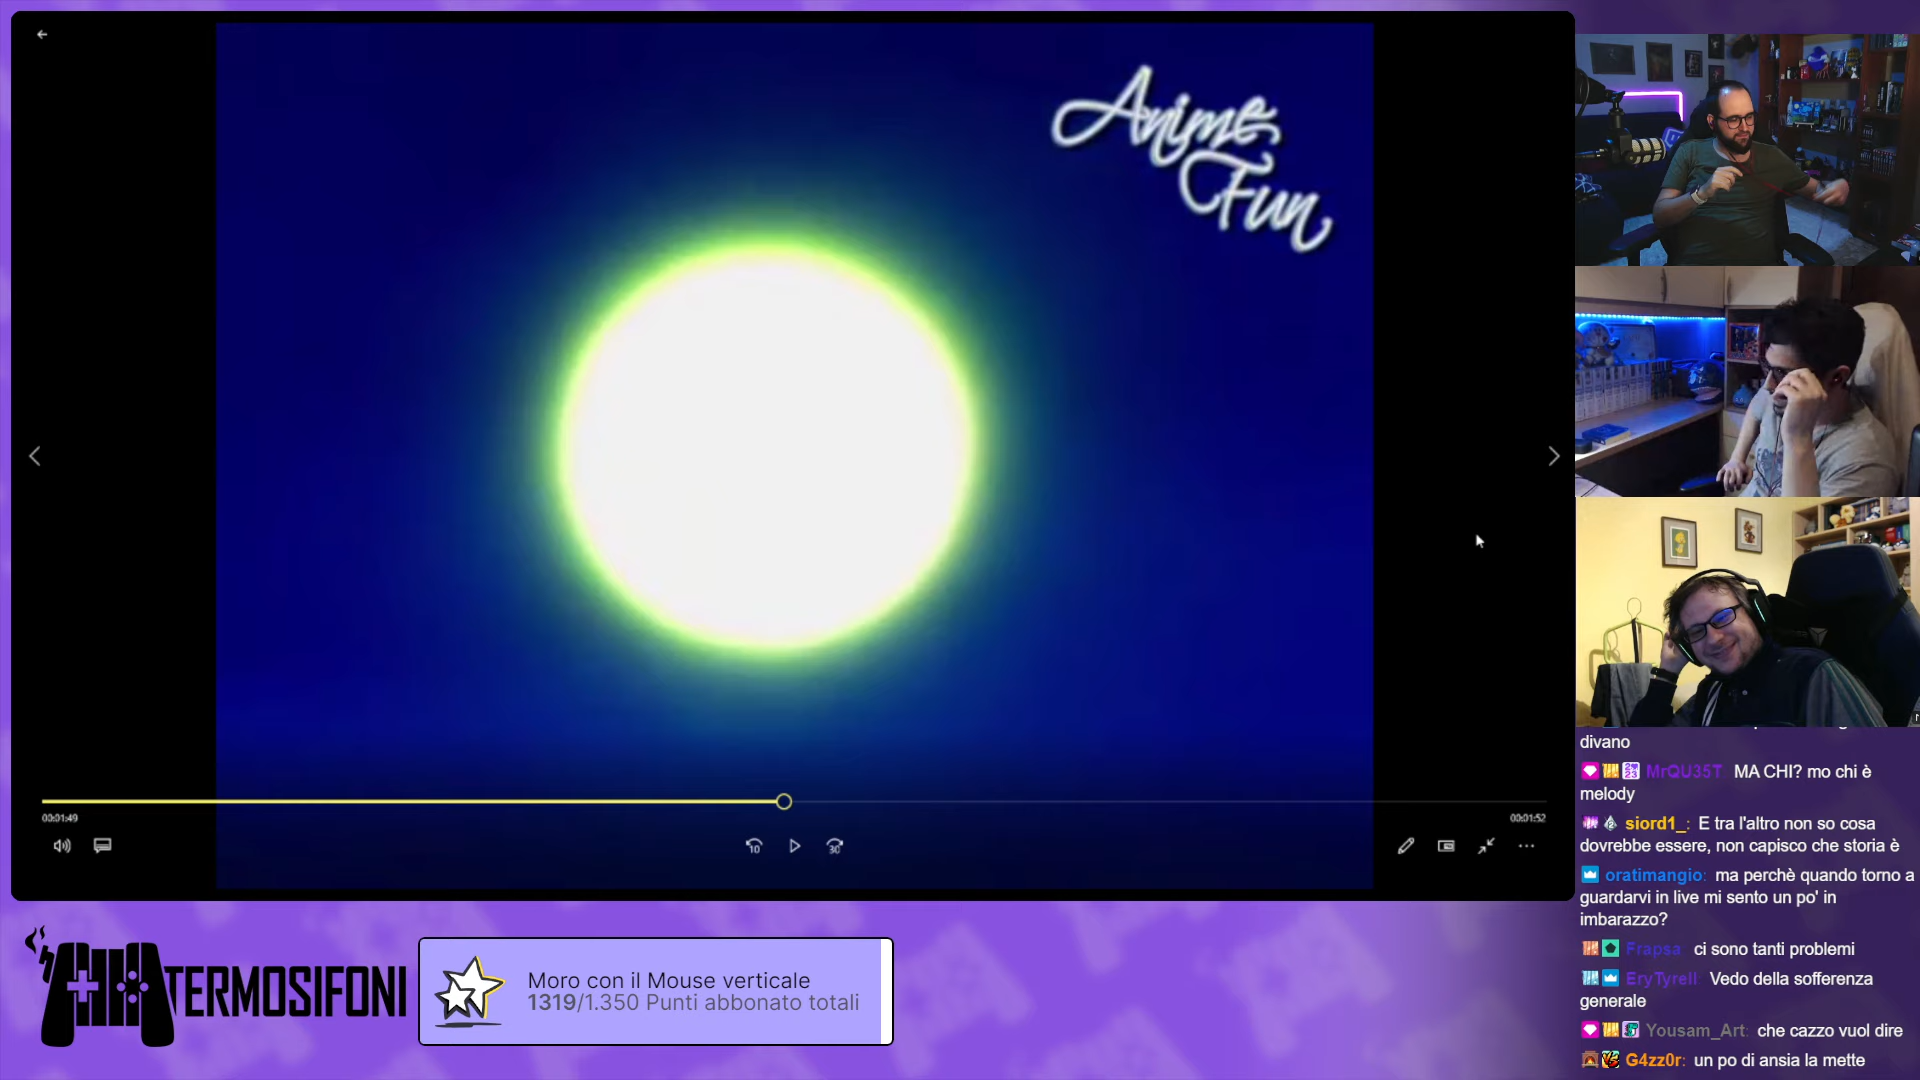 Anime
Fun
00:01:49
00:01:52
10
30
TERMOSIFONI
Moro con il Mouse verticale
1319/1.350 Punti abbonato totali
divano
MrQU35T MA CHI? mo chi è
melody
siord1_: E tra l'altro non so cosa
dovrebbe essere, non capisco che storia è
oratimangio: ma perchè quando torno a
guardarvi in live mi sento un po' in
imbarazzo?
Frapsa ci sono tanti problemi
EryTyrell: Vedo della sofferenza
generale
Yousam_Art: che cazzo vuol dire
G4zz0r: un po di ansia la mette